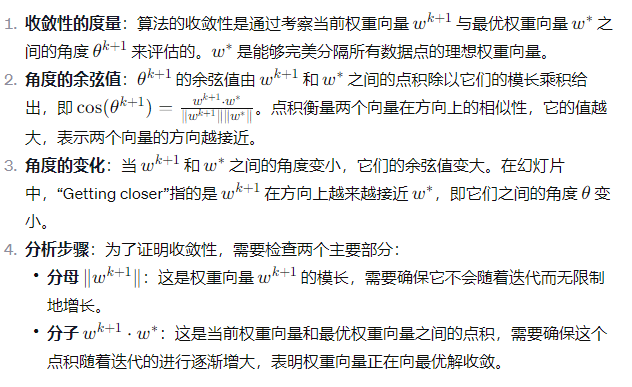 1. 收敛性的度量：算法的收敛性是通过考察当前权重向量 $w^{k+1}$ 与最优权重向量 $w^*$ 之
间的角度 $\theta^{k+1}$ 来评估的。$w^*$ 是能够完美分隔所有数据点的理想权重向量。
2. 角度的余弦值：$\theta^{k+1}$ 的余弦值由 $w^{k+1}$ 和 $w^*$ 之间的点积除以它们的模长乘积给
出，即 $\cos(\theta^{k+1}) = \frac{w^{k+1} \cdot w^*}{\|w^{k+1}\| \|w^*\|}$。点积衡量两个向量在方向上的相似性，它的值越
大，表示两个向量的方向越接近。
3. 角度的变化：当 $w^{k+1}$ 和 $w^*$ 之间的角度变小，它们的余弦值变大。在幻灯片
中，“Getting closer”指的是 $w^{k+1}$ 在方向上越来越接近 $w^*$，即它们之间的角度 $\theta$ 变
小。
4. 分析步骤：为了证明收敛性，需要检查两个主要部分：
• 分母 $\|w^{k+1}\|$：这是权重向量 $w^{k+1}$ 的模长，需要确保它不会随着迭代而无限制
地增长。
• 分子 $w^{k+1} \cdot w^*$：这是当前权重向量和最优权重向量之间的点积，需要确保这个
点积随着迭代的进行逐渐增大，表明权重向量正在向最优解收敛。